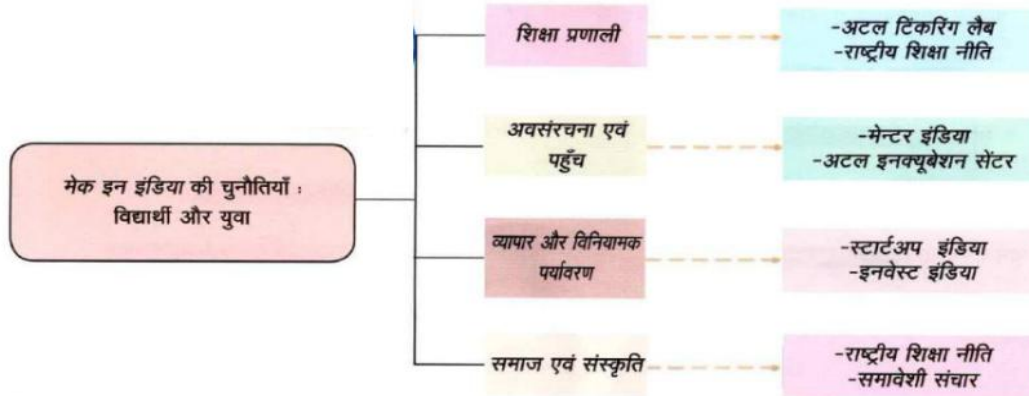 मेक इन इंडिया की चुनौतियाँ :
विद्यार्थी और युवा
शिक्षा प्रणाली
-अटल टिंकरिंग लैब
-राष्ट्रीय शिक्षा नीति
अवसंरचना एवं
पहुँच
-मेन्टर इंडिया
-अटल इनक्यूबेशन सेंटर
व्यापार और विनियामक
पर्यावरण
-स्टार्टअप इंडिया
-इनवेस्ट इंडिया
समाज एवं संस्कृति
-राष्ट्रीय शिक्षा नीति
-समावेशी संचार